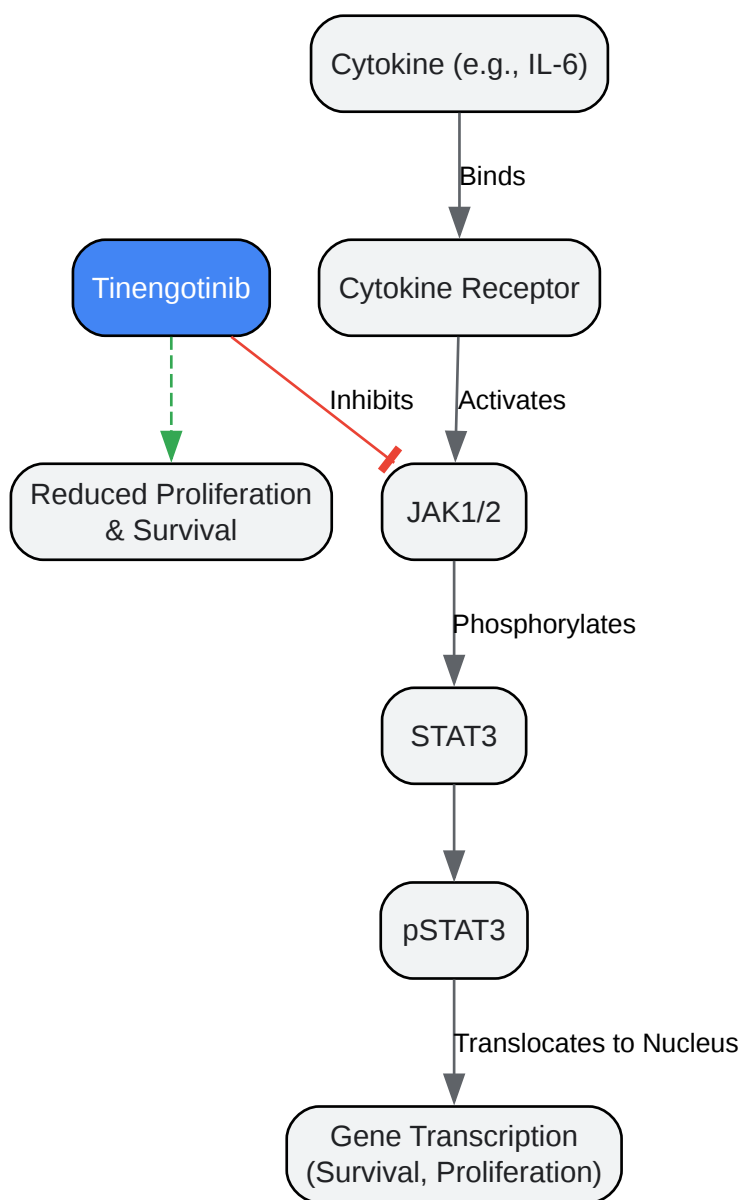 Cytokine (e.g., IL-6)
Binds
Tinengotinib
Cytokine Receptor
Inhibits
Activates
Reduced Proliferation
& Survival
JAK1/2
Phosphorylates
STAT3
pSTAT3
Translocates to Nucleus
Gene Transcription
(Survival, Proliferation)